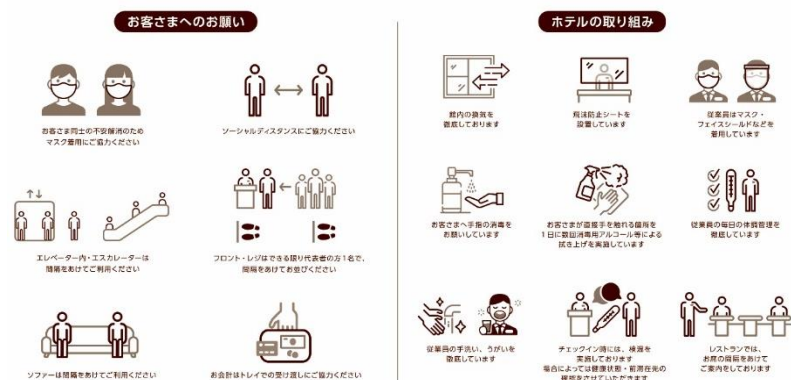 お客さまへのお願い
お客さま同士の不安解消のため
マスク着用にご協力ください
ソーシャルディスタンスにご協力ください
エレベーター内・エスカレーターは
間隔をあけてご利用ください
フロント・レジはできる限り代表者の方1名で、
間隔をあけてお並びください
ソファーは間隔をあけてご利用ください
お会計はトレイでの受け渡しにご協力ください
ホテルの取り組み
館内の換気を
徹底しております
飛沫防止シートを
設置しています
従業員はマスク・
フェイスシールドなどを
着用しています
お客さまへ手指の消毒を
お願いしています
お客さまが直接手を触れる箇所を
1日に数回消毒用アルコール等による
拭き上げを実施しています
従業員の毎日の体調管理を
徹底しています
従業員の手洗い、うがいを
徹底しています
チェックイン時には、検温を
実施しております
場合によっては健康状態・前滞在先の
確認をさせていただきます
レストランでは、
お席の間隔をあけて
ご案内をしております